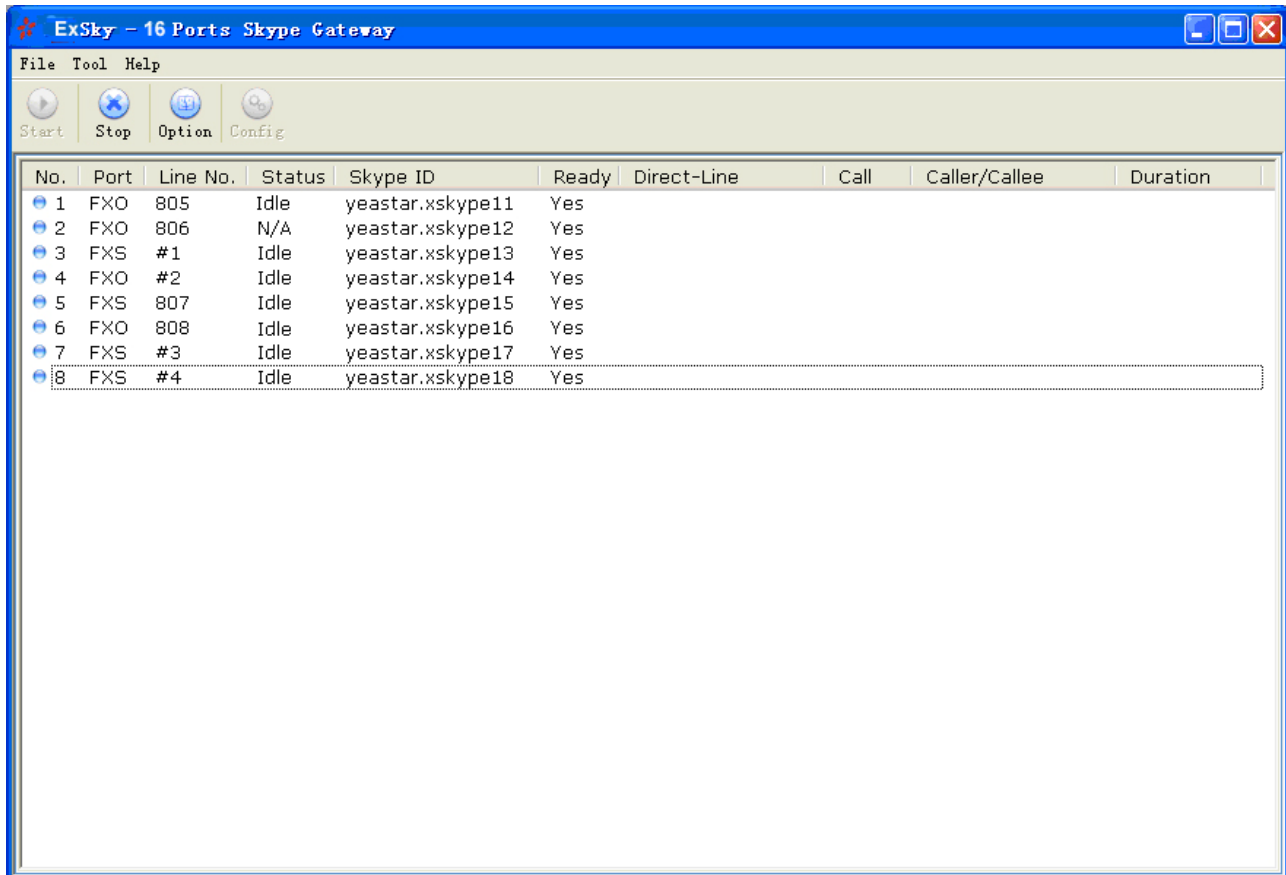 ExSky - 16 Ports Skype Gateway
File Tool Help
Start Stop Option Config
No. Port Line No. Status Skype ID Ready Direct-Line Call Caller/Callee Duration
1 FXO 805 Idle yeastar.xskype11 Yes
2 FXO 806 N/A yeastar.xskype12 Yes
3 FXS #1 Idle yeastar.xskype13 Yes
4 FXO #2 Idle yeastar.xskype14 Yes
5 FXS 807 Idle yeastar.xskype15 Yes
6 FXO 808 Idle yeastar.xskype16 Yes
7 FXS #3 Idle yeastar.xskype17 Yes
8 FXS #4 Idle yeastar.xskype18 Yes